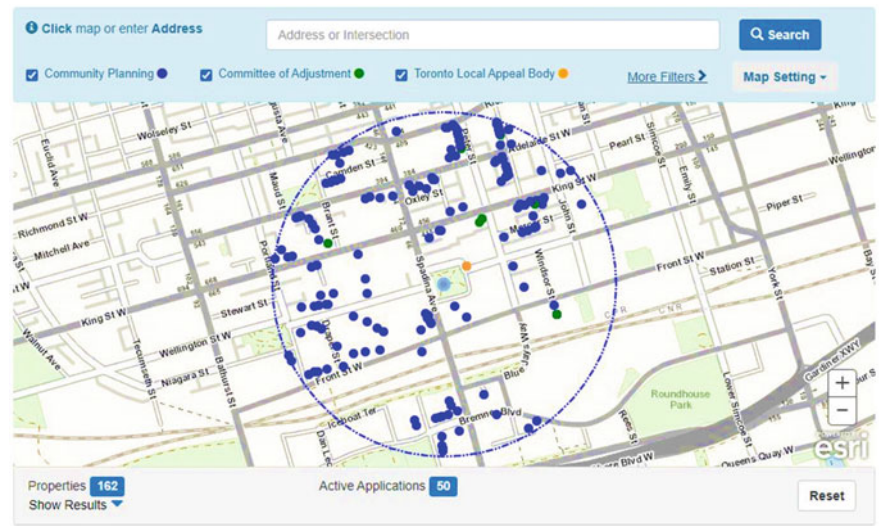 Click map or enter Address
Address or Intersection
Search
Community Planning
Committee of Adjustment
Toronto Local Appeal Body
More Filters
Map Setting
Wolseley St
Euclid Ave
Maud St
Camden St
Peter St
Adelaide St W
Pearl St
Simcoe St
King
Wellington
Emily St
Oxley St
King St W
John St
Piper St
Richmond St W
Brant St
Mercer St
Mitchell Ave
Portland St
Windsor St
Front St W
Station St
York St
Bay S
Spadina Ave
Stewart St
CPR
CNR
King St W
Walnut Ave
Tecumseth St
Wellington St W
Draper St
Jays Way
Gardiner XWY
Niagara St
Bathurst St
Front St W
Blue
Roundhouse
Park
Lower Simcoe St
Iceboat Ter
Bremner Blvd
Rees St
Dan Lec
Queens Quay W
+
−
esri
Properties 162
Active Applications 50
Show Results
Reset